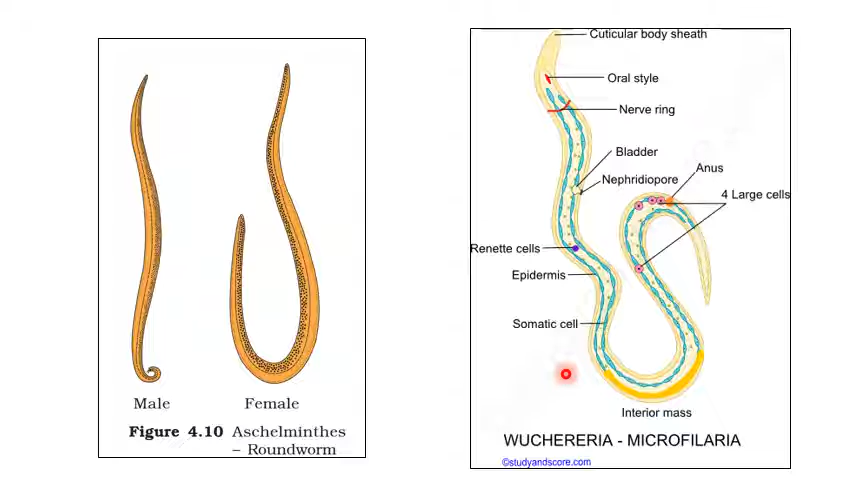 Male Female
Figure 4.10 Aschelminthes
– Roundworm
Cuticular body sheath
Oral style
Nerve ring
Bladder
Anus
Nephridiopore
4 Large cells
Renette cells
Epidermis
Somatic cell
Interior mass
WUCHERERIA - MICROFILARIA
©studyandscore.com